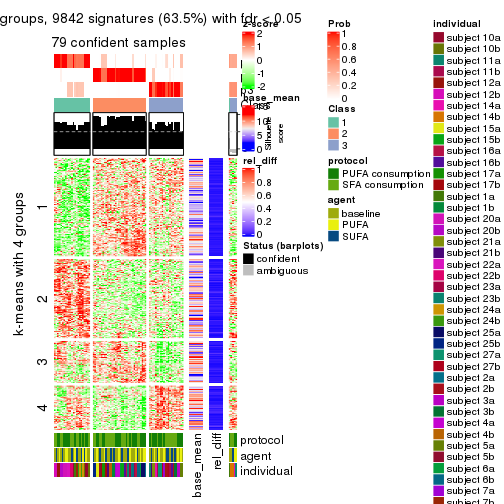 groups, 9842 signatures (63.5%) with fdr < 0.05
79 confident samples
k-means with 4 groups
1
2
3
4
protocol
agent
individual
base_mean
rel_diff
z-score
2
1
0
-1
-2
base_mean
15
10
5
0
Silhouette
score
rel_diff
1
0.8
0.6
0.4
0.2
0
Status (barplots)
confident
ambiguous
Prob
1
0.8
0.6
0.4
0.2
0
Class
1
2
3
protocol
PUFA consumption
SFA consumption
agent
baseline
PUFA
SUFA
individual
subject 10a
subject 10b
subject 11a
subject 11b
subject 12a
subject 12b
subject 14a
subject 14b
subject 15a
subject 15b
subject 16a
subject 16b
subject 17a
subject 17b
subject 1a
subject 1b
subject 20a
subject 20b
subject 21a
subject 21b
subject 22a
subject 22b
subject 23a
subject 23b
subject 24a
subject 24b
subject 25a
subject 25b
subject 27a
subject 27b
subject 2a
subject 2b
subject 3a
subject 3b
subject 4a
subject 4b
subject 5a
subject 5b
subject 6a
subject 6b
subject 7a
subject 7b